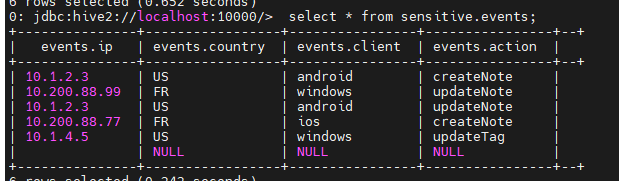 6 rows selected (0.652 seconds)
0: jdbc:hive2://localhost:10000/>  select * from sensitive.events;
+---------------+-----------------+----------------+----------------+--+
|   events.ip   | events.country  | events.client  | events.action  |
+---------------+-----------------+----------------+----------------+--+
| 10.1.2.3      | US              | android        | createNote     |
| 10.200.88.99  | FR              | windows        | updateNote     |
| 10.1.2.3      | US              | android        | updateNote     |
| 10.200.88.77  | FR              | ios            | createNote     |
| 10.1.4.5      | US              | windows        | updateTag      |
|               | NULL            | NULL           | NULL           |
+---------------+-----------------+----------------+----------------+--+
6 rows selected (0.242 seconds)